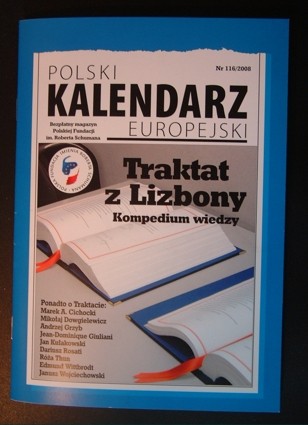 Nr 116/2008
POLSKI
KALENDARZ
EUROPEJSKI
Bezpłatny magazyn
Polskiej Fundacji
im. Roberta Schumana
Traktat
z Lizbony
Kompedium wiedzy
Ponadto o Traktacie:
Marek A. Cichocki
Mikołaj Dowgielewicz
Andrzej Grzyb
Jean-Dominique Giuliani
Jan Kułakowski
Dariusz Rosati
Róża Thun
Edmund Wittbrodt
Janusz Wojciechowski